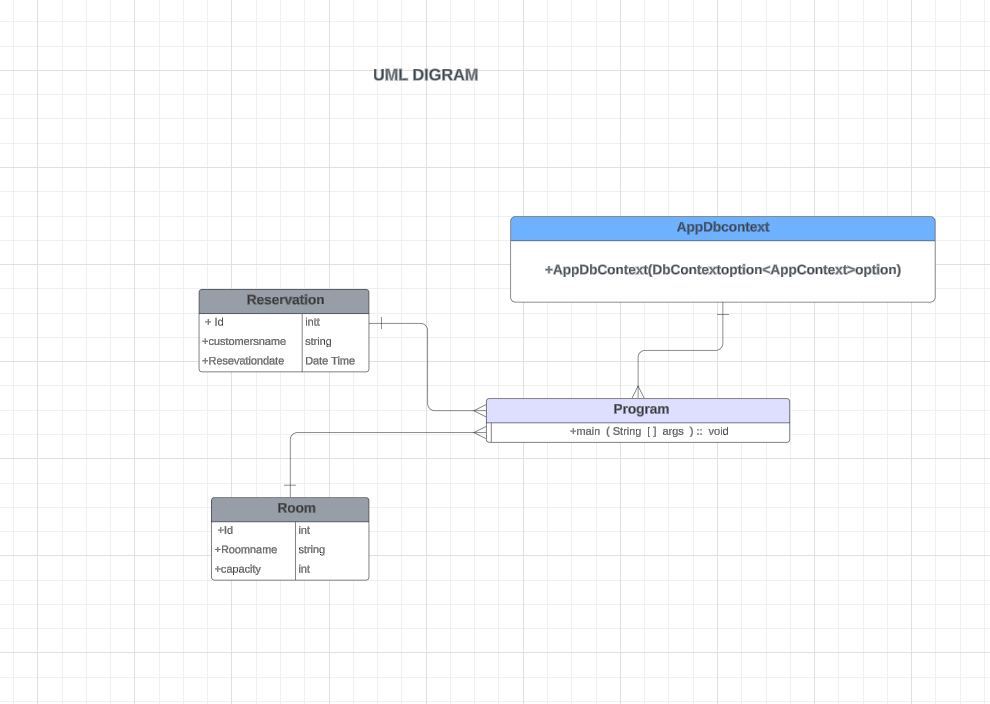 UML DIGRAM
AppDbcontext
+AppDbContext(DbContextoption<AppContext>option)
Reservation
+ Id intt
+customersname string
+Resevationdate Date Time
Program
+main ( String [ ] args ) :: void
Room
+Id int
+Roomname string
+capacity int